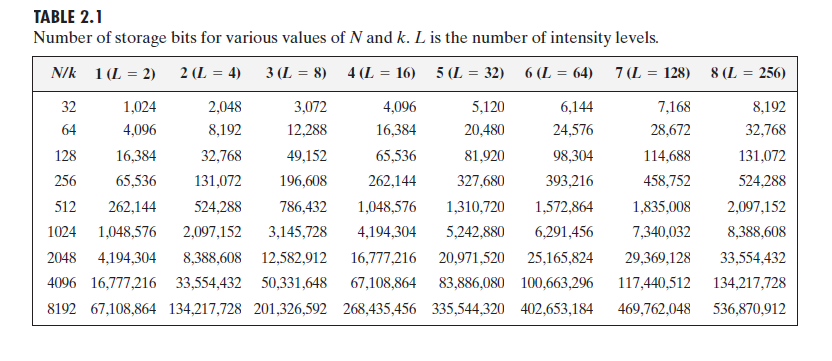 TABLE 2.1
Number of storage bits for various values of N and k. L is the number of intensity levels.
N/k 1 (L = 2) 2 (L = 4) 3 (L = 8) 4 (L = 16) 5 (L = 32) 6 (L = 64) 7 (L = 128) 8 (L = 256)
32 1,024 2,048 3,072 4,096 5,120 6,144 7,168 8,192
64 4,096 8,192 12,288 16,384 20,480 24,576 28,672 32,768
128 16,384 32,768 49,152 65,536 81,920 98,304 114,688 131,072
256 65,536 131,072 196,608 262,144 327,680 393,216 458,752 524,288
512 262,144 524,288 786,432 1,048,576 1,310,720 1,572,864 1,835,008 2,097,152
1024 1,048,576 2,097,152 3,145,728 4,194,304 5,242,880 6,291,456 7,340,032 8,388,608
2048 4,194,304 8,388,608 12,582,912 16,777,216 20,971,520 25,165,824 29,369,128 33,554,432
4096 16,777,216 33,554,432 50,331,648 67,108,864 83,886,080 100,663,296 117,440,512 134,217,728
8192 67,108,864 134,217,728 201,326,592 268,435,456 335,544,320 402,653,184 469,762,048 536,870,912